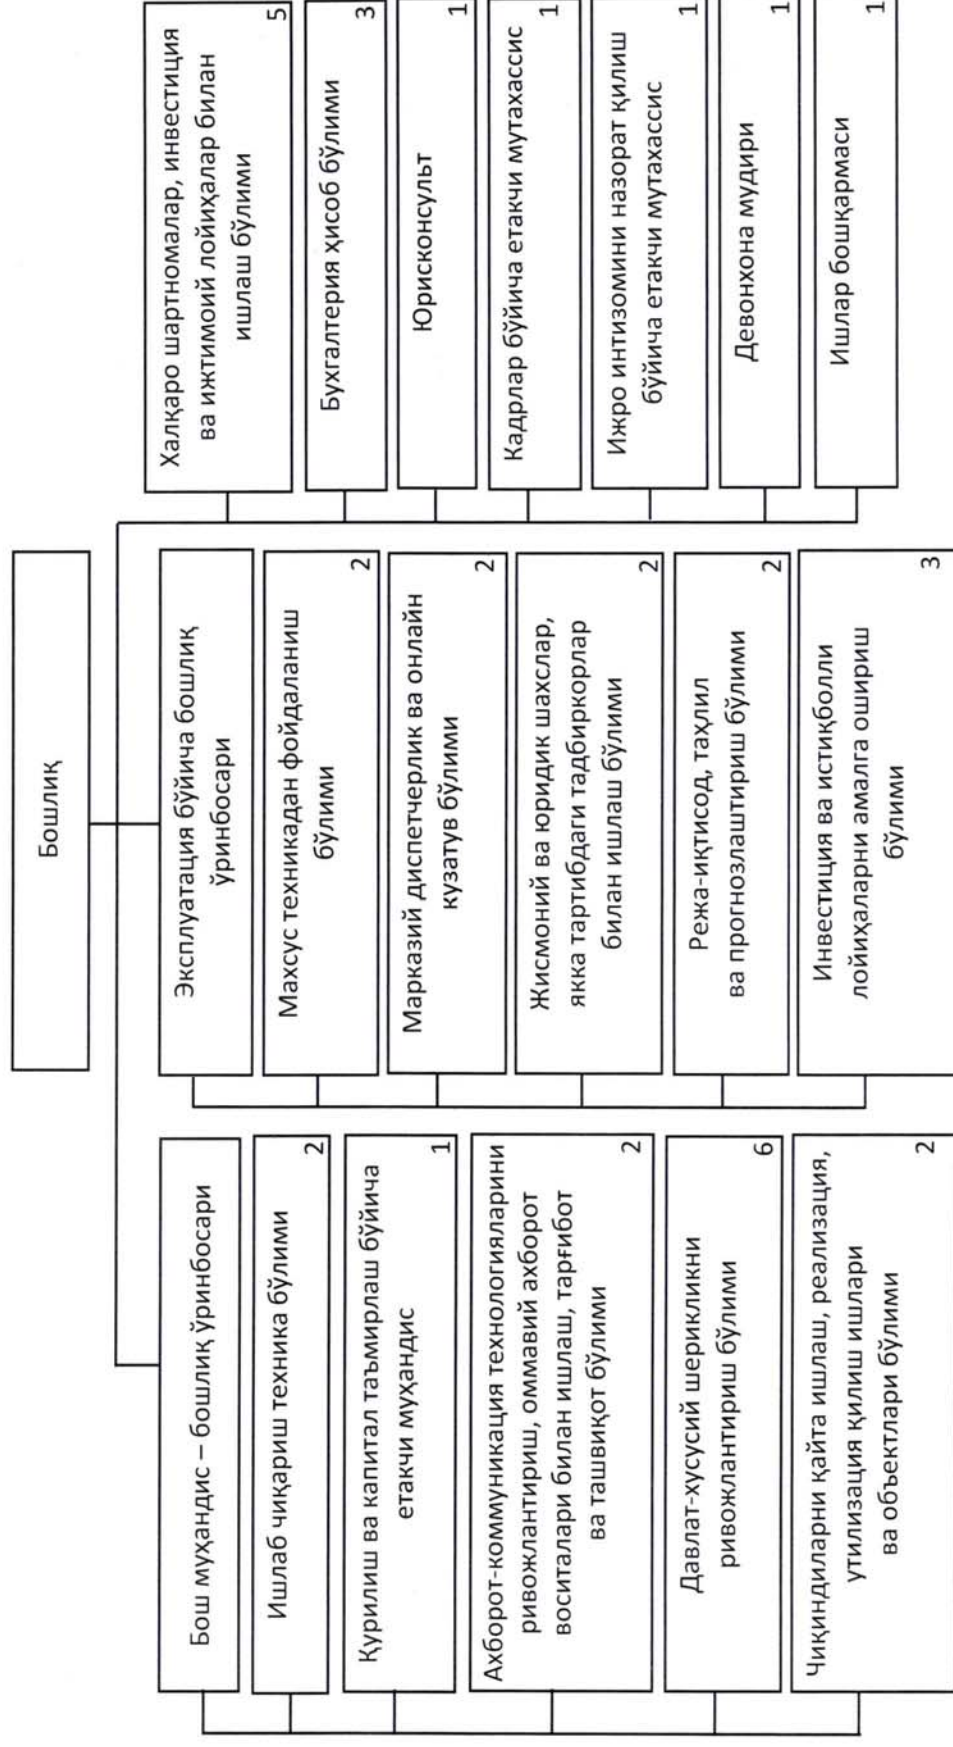 Бошлиқ
Бош муҳандис – бошлиқ ўринбосари
Ишлаб чиқариш техника бўлими
2
Қурилиш ва капитал таъмирлаш бўйича
етакчи муҳандис
1
Ахборот-коммуникация технологияларини
ривожлантириш, оммавий ахборот
воситалари билан ишлаш, тарғибот
ва ташвиқот бўлими
2
Давлат-хусусий шерикликни
ривожлантириш бўлими
6
Чиқиндиларни қайта ишлаш, реализация,
утилизация қилиш ишлари
ва объектлари бўлими
2
Эксплуатация бўйича бошлиқ
ўринбосари
Махсус техникадан фойдаланиш
бўлими
2
Марказий диспетчерлик ва онлайн
кузатув бўлими
2
Жисмоний ва юридик шахслар,
якка тартибдаги тадбиркорлар
билан ишлаш бўлими
2
Режа-иқтисод, таҳлил
ва прогнозлаштириш бўлими
2
Инвестиция ва истиқболли
лойиҳаларни амалга ошириш
бўлими
3
Халқаро шартномалар, инвестиция
ва ижтимоий лойиҳалар билан
ишлаш бўлими
5
Бухгалтерия ҳисоб бўлими
3
Юрисконсульт
1
Кадрлар бўйича етакчи мутахассис
1
Ижро интизомини назорат қилиш
бўйича етакчи мутахассис
1
Девонхона мудири
1
Ишлар бошқармаси
1